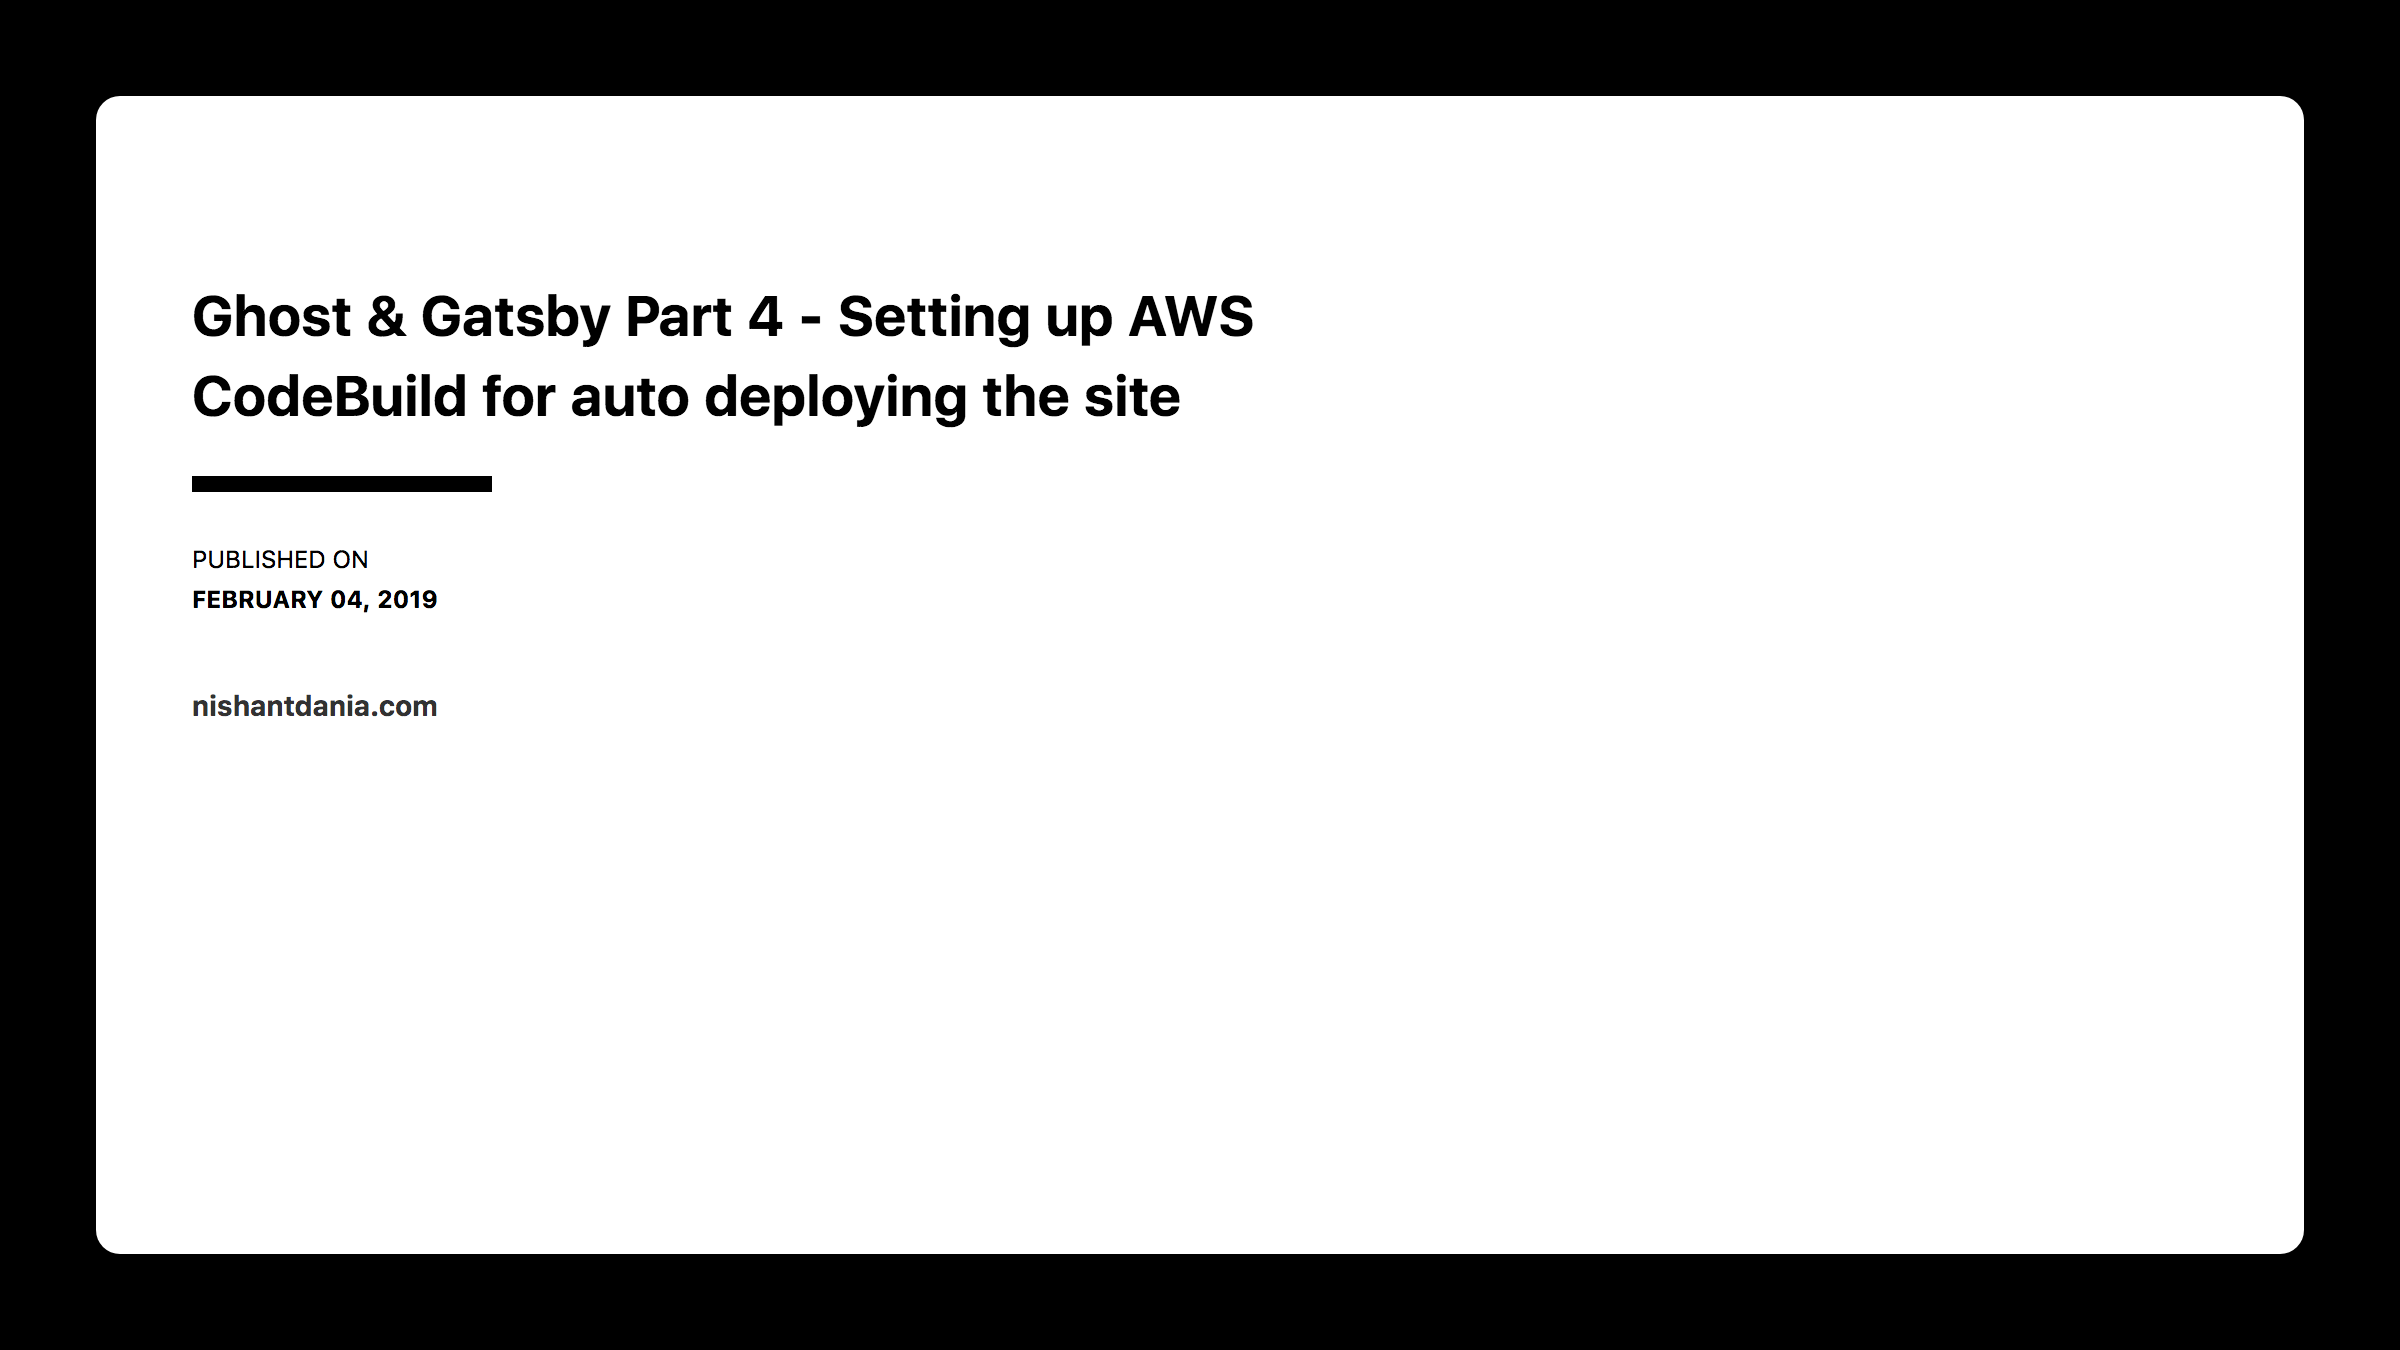 Ghost & Gatsby Part 4 - Setting up AWS
CodeBuild for auto deploying the site
PUBLISHED ON
FEBRUARY 04, 2019
nishantdania.com